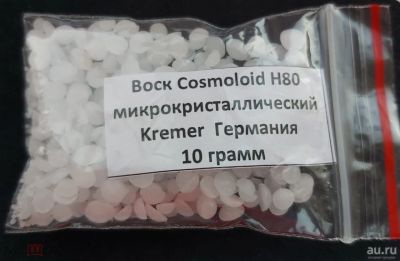 Воск Cosmoloid H80
микрокристаллический
Kremer Германия
10 грамм
au.ru